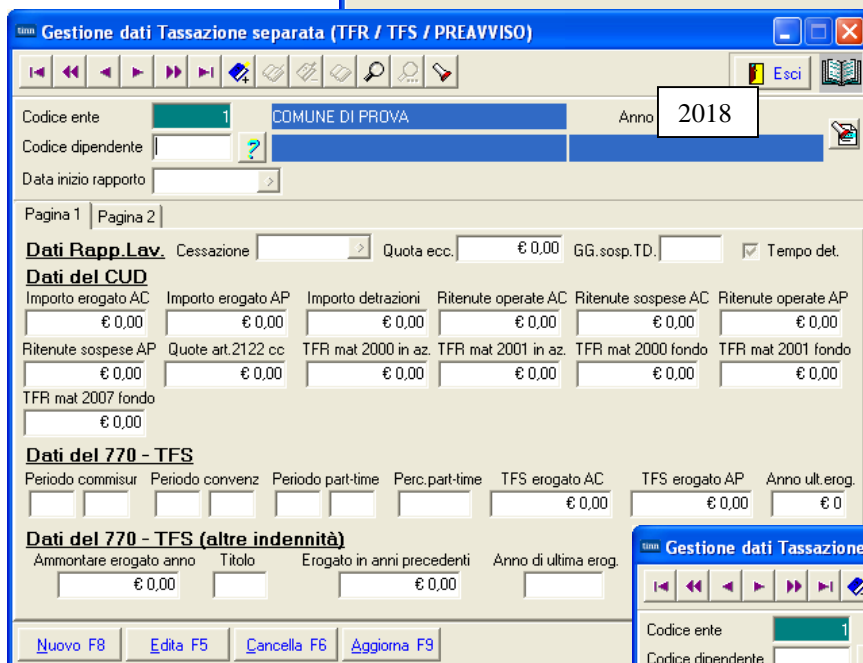 tinn Gestione dati Tassazione separata (TFR / TFS / PREAVVISO)
Esci
Codice ente 1 COMUNE DI PROVA Anno 2018
Codice dipendente ?
Data inizio rapporto
Pagina 1 Pagina 2
Dati Rapp.Lav. Cessazione Quota ecc. € 0,00 GG.sosp.TD. Tempo det.
Dati del CUD
Importo erogato AC Importo erogato AP Importo detrazioni Ritenute operate AC Ritenute sospese AC Ritenute operate AP
€ 0,00 € 0,00 € 0,00 € 0,00 € 0,00 € 0,00
Ritenute sospese AP Quote art.2122 cc TFR mat 2000 in az. TFR mat 2001 in az. TFR mat 2000 fondo TFR mat 2001 fondo
€ 0,00 € 0,00 € 0,00 € 0,00 € 0,00 € 0,00
TFR mat 2007 fondo
€ 0,00
Dati del 770 - TFS
Periodo commisur Periodo convenz Periodo part-time Perc.part-time TFS erogato AC TFS erogato AP Anno ult.erog.
€ 0,00 € 0,00 € 0
Dati del 770 - TFS (altre indennità)
Ammontare erogato anno Titolo Erogato in anni precedenti Anno di ultima erog.
€ 0,00 € 0,00
Nuovo F8 Edita F5 Cancella F6 Aggiorna F9
tinn Gestione dati Tassazione
Codice ente 1
Codice dipendente